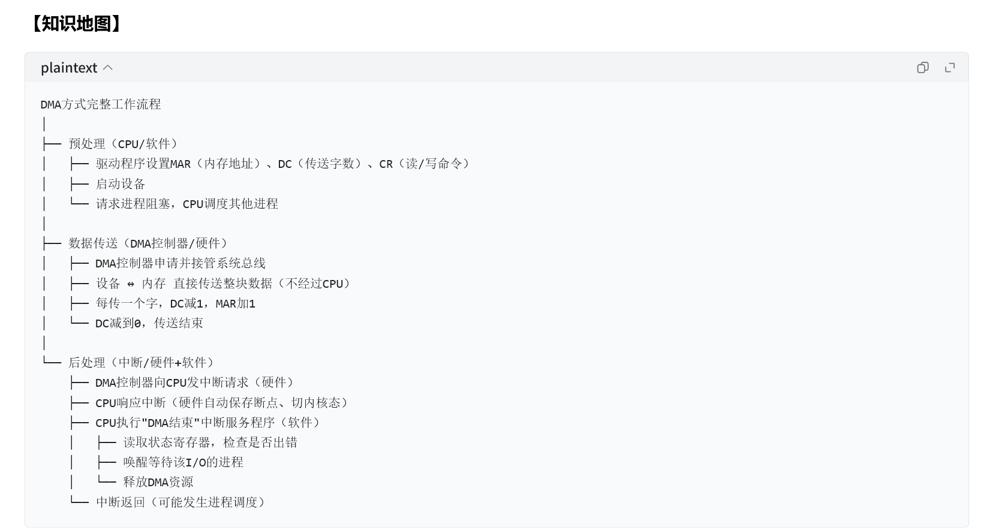 【知识地图】
plaintext
DMA方式完整工作流程
│
├── 预处理（CPU/软件）
│   ├── 驱动程序设置MAR（内存地址）、DC（传送字数）、CR（读/写命令）
│   ├── 启动设备
│   └── 请求进程阻塞，CPU调度其他进程
│
├── 数据传送（DMA控制器/硬件）
│   ├── DMA控制器申请并接管系统总线
│   ├── 设备 ↔ 内存 直接传送整块数据（不经过CPU）
│   ├── 每传一个字，DC减1，MAR加1
│   └── DC减到0，传送结束
│
└── 后处理（中断/硬件+软件）
    ├── DMA控制器向CPU发中断请求（硬件）
    ├── CPU响应中断（硬件自动保存断点、切内核态）
    ├── CPU执行"DMA结束"中断服务程序（软件）
    │   ├── 读取状态寄存器，检查是否出错
    │   ├── 唤醒等待该I/O的进程
    │   └── 释放DMA资源
    └── 中断返回（可能发生进程调度）